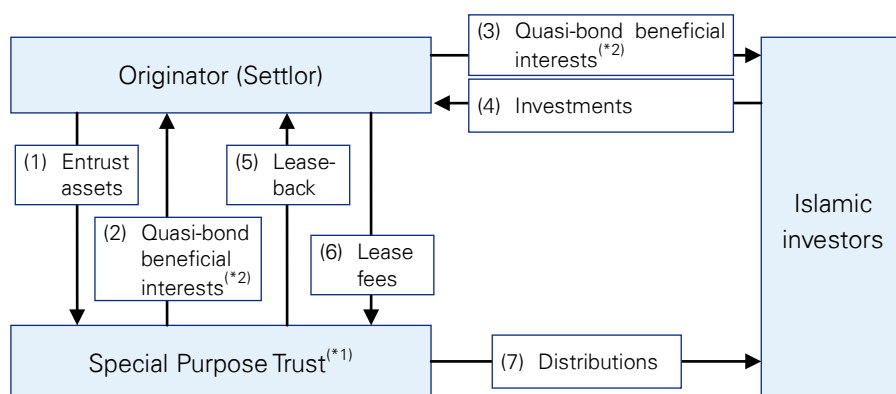 Originator (Settlor)
(3) Quasi-bond beneficial
interests(*2)
(4) Investments
(1) Entrust
assets
(5) Lease-
back
(2) Quasi-bond
beneficial
interests(*2)
(6) Lease
fees
Islamic
investors
Special Purpose Trust(*1)
(7) Distributions